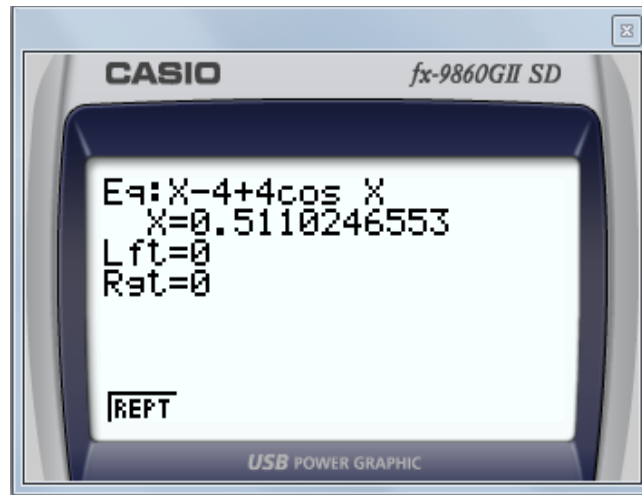 CASIO fx-9860GII SD
Eq:X-4+4cos X
X=0.5110246553
Lft=0
Rgt=0
REPT
USB POWER GRAPHIC